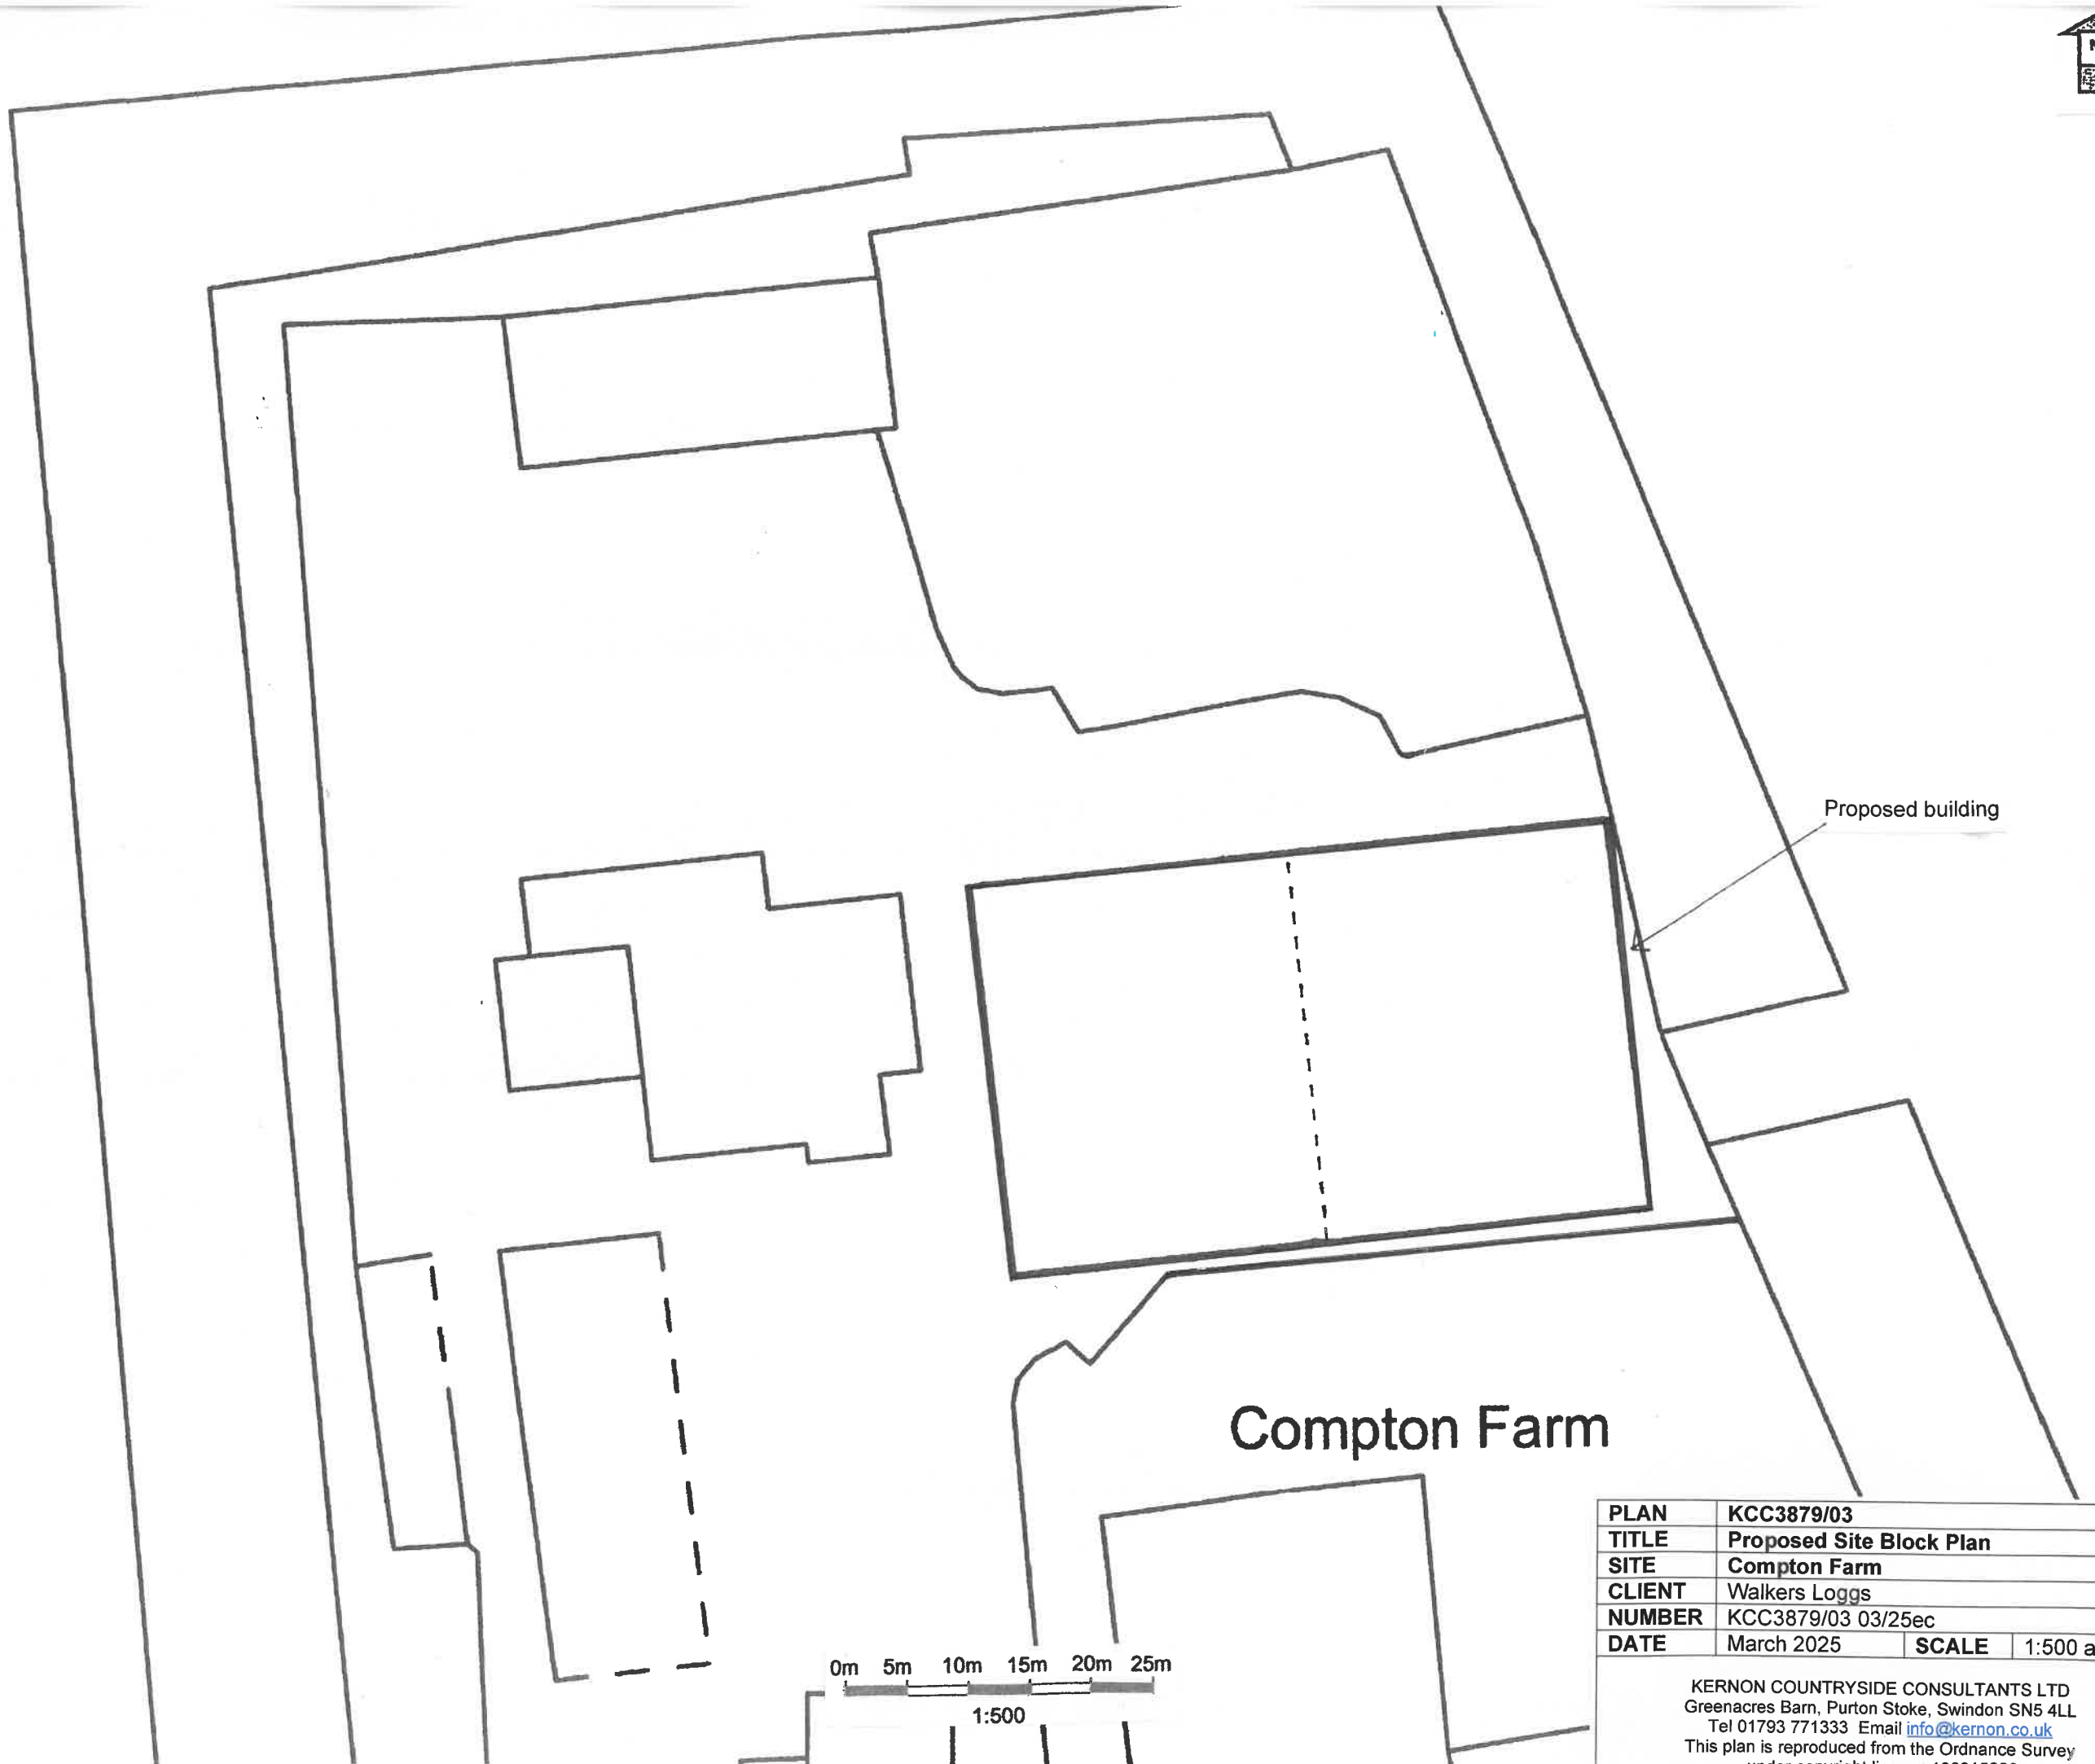 Proposed building
Compton Farm
PLAN KCC3879/03
TITLE Proposed Site Block Plan
SITE Compton Farm
CLIENT Walkers Loggs
NUMBER KCC3879/03 03/25ec
DATE March 2025 SCALE 1:500
0m 5m 10m 15m 20m 25m
1:500
KERNON COUNTRYSIDE CONSULTANTS LTD
Greenacres Barn, Purton Stoke, Swindon SN5 4LL
Tel 01793 771333 Email info@kernon.co.uk
This plan is reproduced from the Ordnance Survey